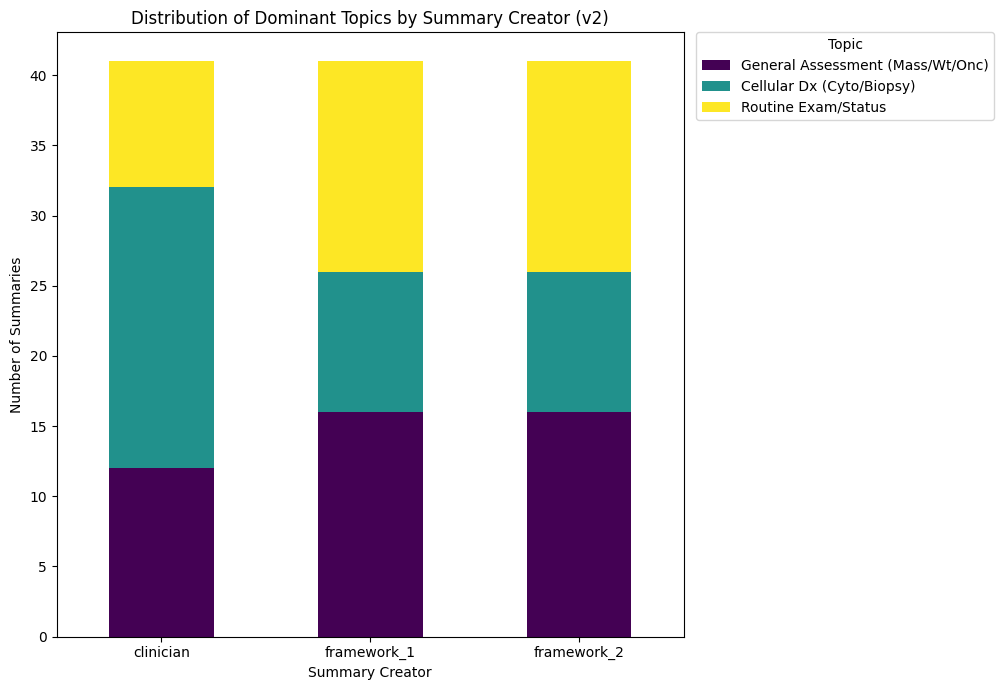 Distribution of Dominant Topics by Summary Creator (v2)
Topic
General Assessment (Mass/Wt/Onc)
Cellular Dx (Cyto/Biopsy)
Routine Exam/Status
Number of Summaries
40
35
30
25
20
15
10
5
0
clinician
framework_1
framework_2
Summary Creator